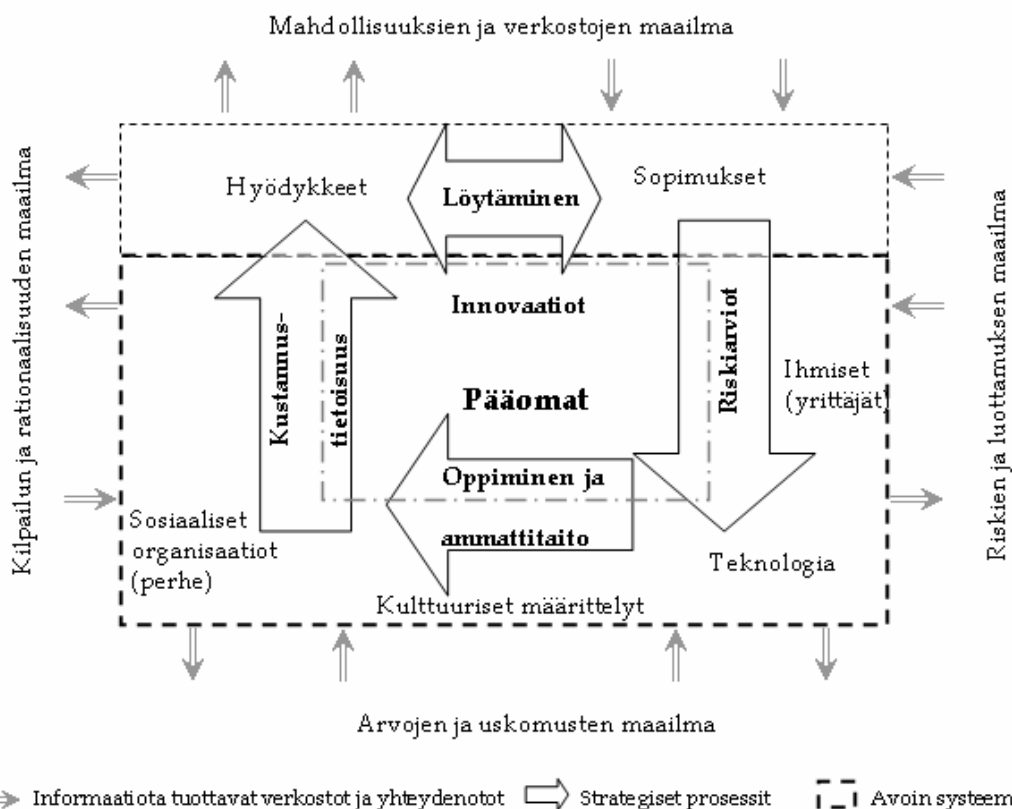 Mahdollisuuksien ja verkostojen maailma
Kilpailun ja rationaalisuuden maailma
Hyödykkeet
Löytäminen
Sopimukset
Riskien ja luottamuksen maailma
Innovaatiot
Kustannus-
tietoisuus
Riskiarviot
Ihmiset
(yrittäjät)
Pääomat
Oppiminen ja
ammattitaito
Sosiaaliset
organisaatiot
(perhe)
Teknologia
Kulttuuriset määrittelyt
Arvojen ja uskomusten maailma
Informaatiota tuottavat verkostot ja yhteydenotot
Strategiset prosessit
Avoin systeem